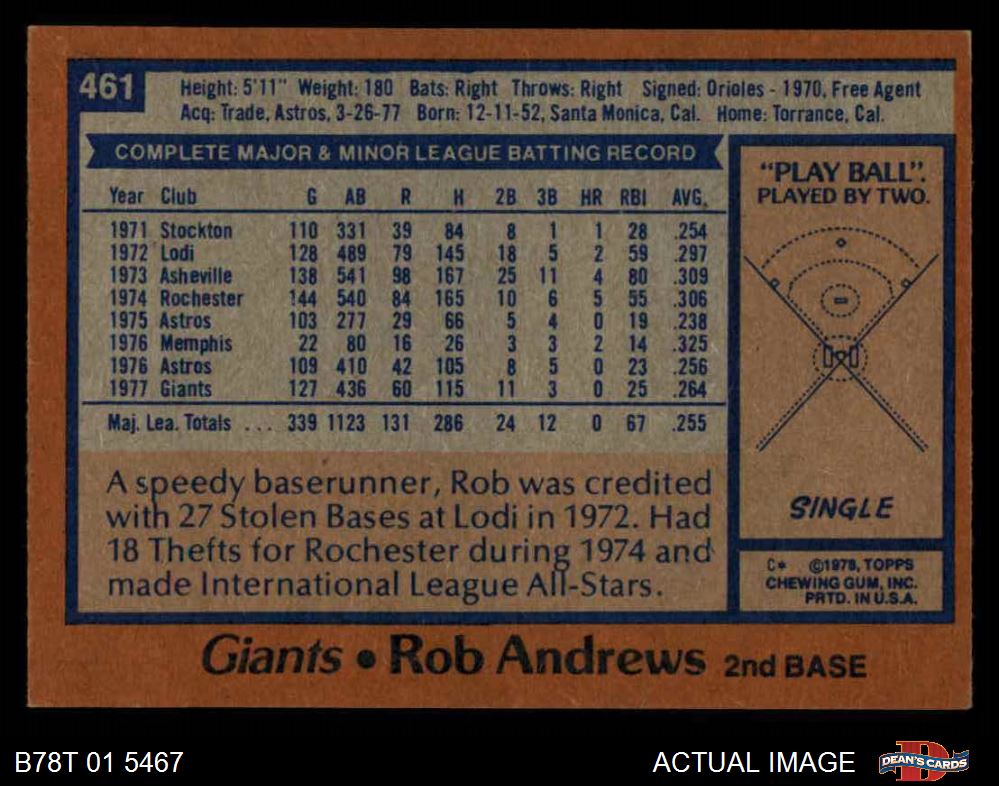 461
Height: 5'11" Weight: 180 Bats: Right Throws: Right Signed: Orioles - 1970, Free Agent
Acq: Trade, Astros, 3-26-77 Born: 12-11-52, Santa Monica, Cal. Home: Torrance, Cal.
COMPLETE MAJOR & MINOR LEAGUE BATTING RECORD
Year Club G AB R H 2B 3B HR RBI AVG.
1971 Stockton 110 331 39 84 8 1 1 28 .254
1972 Lodi 128 489 79 145 18 5 2 59 .297
1973 Asheville 138 541 98 167 25 11 4 80 .309
1974 Rochester 144 540 84 165 10 6 5 55 .306
1975 Astros 103 277 29 66 5 4 0 19 .238
1976 Memphis 22 80 16 26 3 3 2 14 .325
1976 Astros 109 410 42 105 8 5 0 23 .256
1977 Giants 127 436 60 115 11 3 0 25 .264
Maj. Lea. Totals ... 339 1123 131 286 24 12 0 67 .255
A speedy baserunner, Rob was credited
with 27 Stolen Bases at Lodi in 1972. Had
18 Thefts for Rochester during 1974 and
made International League All-Stars.
"PLAY BALL".
PLAYED BY TWO.
SINGLE
C* ©1978, TOPPS
CHEWING GUM, INC.
PRTD. IN U.S.A.
Giants • Rob Andrews 2nd BASE
B78T 01 5467
ACTUAL IMAGE
D
DEAN'S CARDS